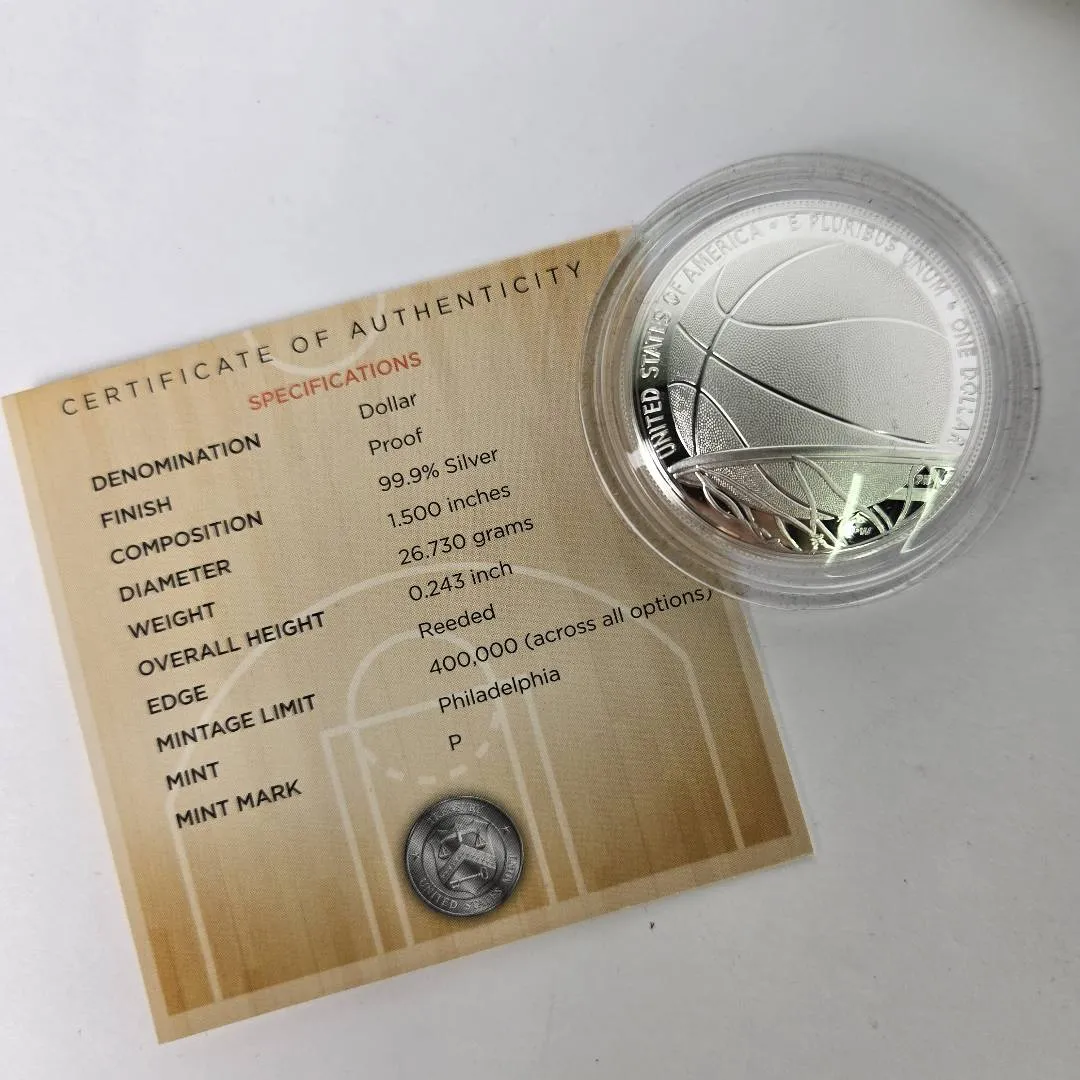 CERTIFICATE OF AUTHENTICITY
SPECIFICATIONS
DENOMINATION Dollar
FINISH Proof
COMPOSITION 99.9% Silver
DIAMETER 1.500 inches
WEIGHT 26.730 grams
OVERALL HEIGHT 0.243 inch
EDGE Reeded
MINTAGE LIMIT 400,000 (across all options)
MINT Philadelphia
MINT MARK P
UNITED STATES MINT
UNITED STATES OF AMERICA • E PLURIBUS UNUM • ONE DOLLAR